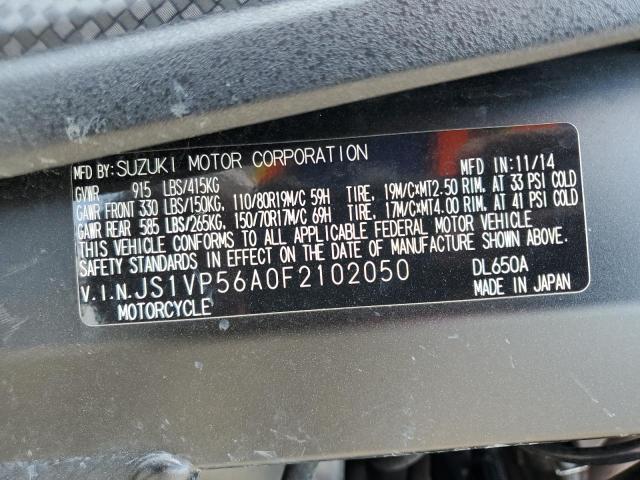 MFD BY: SUZUKI MOTOR CORPORATION MFD IN: 11/14
GVWR 915 LBS/415KG
GAWR FRONT 330 LBS/150KG, 110/80R19M/C 59H TIRE, 19M/C×MT2.50 RIM, AT 33 PSI COLD
GAWR REAR 585 LBS/265KG, 150/70R17M/C 69H TIRE, 17M/C×MT4.00 RIM, AT 41 PSI COLD
THIS VEHICLE CONFORMS TO ALL APPLICABLE FEDERAL MOTOR VEHICLE
SAFETY STANDARDS IN EFFECT ON THE DATE OF MANUFACTURE SHOWN ABOVE.
V.I.N. JS1VP56A0F2102050 DL650A
MOTORCYCLE MADE IN JAPAN